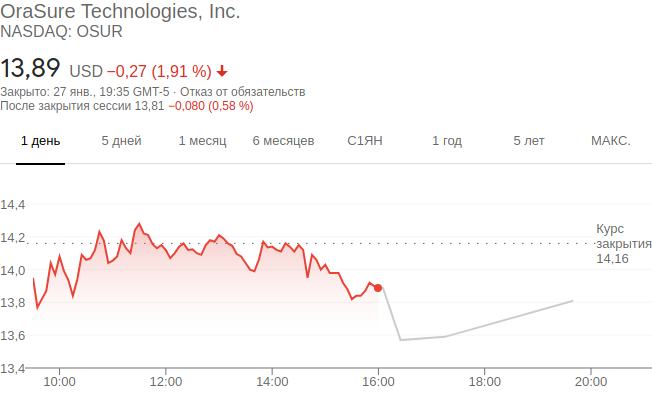 OraSure Technologies, Inc.
NASDAQ: OSUR
13,89 USD −0,27 (1,91 %)
Закрыто: 27 янв., 19:35 GMT-5 · Отказ от обязательств
После закрытия сессии 13,81 −0,080 (0,58 %)
1 день 5 дней 1 месяц 6 месяцев С1ЯН 1 год 5 лет МАКС.
14,4
Курс
14,2
закрытия
14,16
14,0
13,8
13,6
13,4
10:00 12:00 14:00 16:00 18:00 20:00